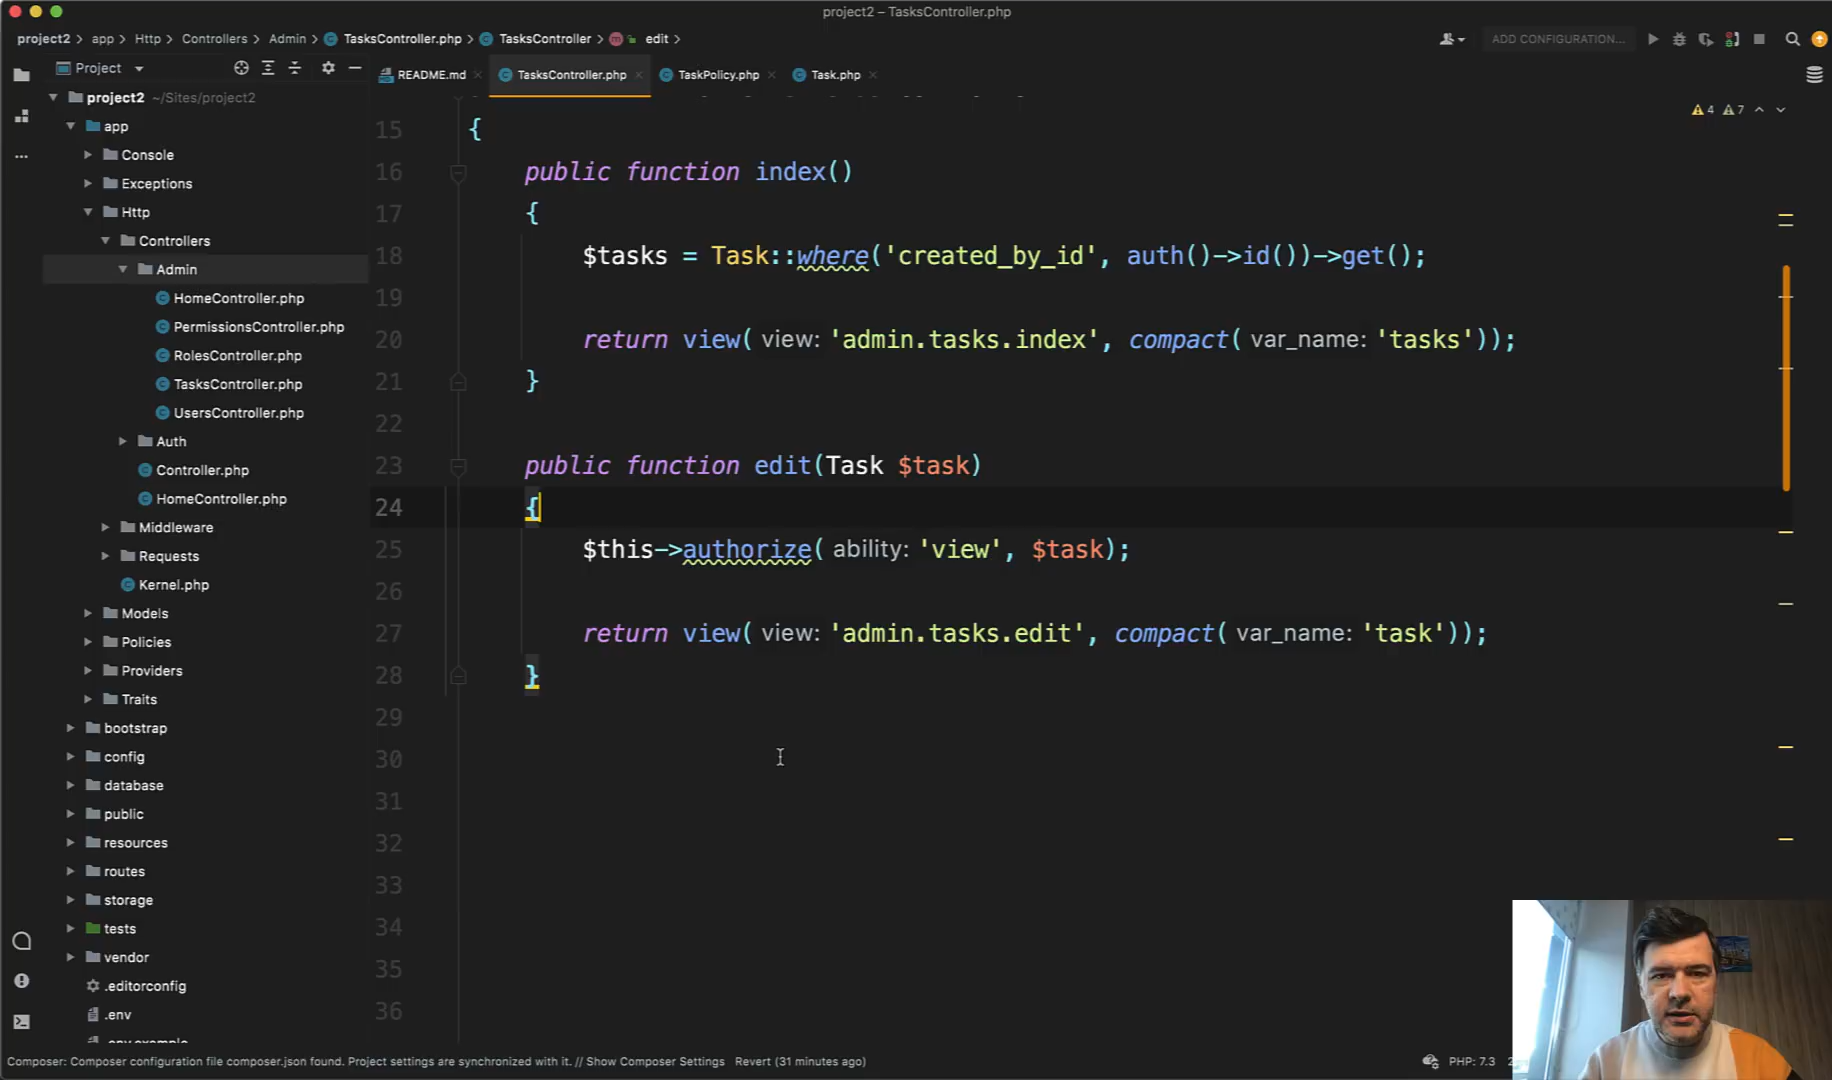 project2 – TasksController.php
project2 > app > Http > Controllers > Admin > TasksController.php > TasksController > m edit >
ADD CONFIGURATION...
Project
README.md
TasksController.php
TaskPolicy.php
Task.php
project2 ~/Sites/project2
app
Console
Exceptions
Http
Controllers
Admin
HomeController.php
PermissionsController.php
RolesController.php
TasksController.php
UsersController.php
Auth
Controller.php
HomeController.php
Middleware
Requests
Kernel.php
Models
Policies
Providers
Traits
bootstrap
config
database
public
resources
routes
storage
tests
vendor
.editorconfig
.env
.env.example
4 7
15 {
16 public function index()
17 {
18 $tasks = Task::where('created_by_id', auth()->id())->get();
19
20 return view( view: 'admin.tasks.index', compact( var_name: 'tasks'));
21 }
22
23 public function edit(Task $task)
24 {
25 $this->authorize( ability: 'view', $task);
26
27 return view( view: 'admin.tasks.edit', compact( var_name: 'task'));
28 }
29
30
31
32
33
34
35
36
Composer: Composer configuration file composer.json found. Project settings are synchronized with it. // Show Composer Settings Revert (31 minutes ago)
PHP: 7.3